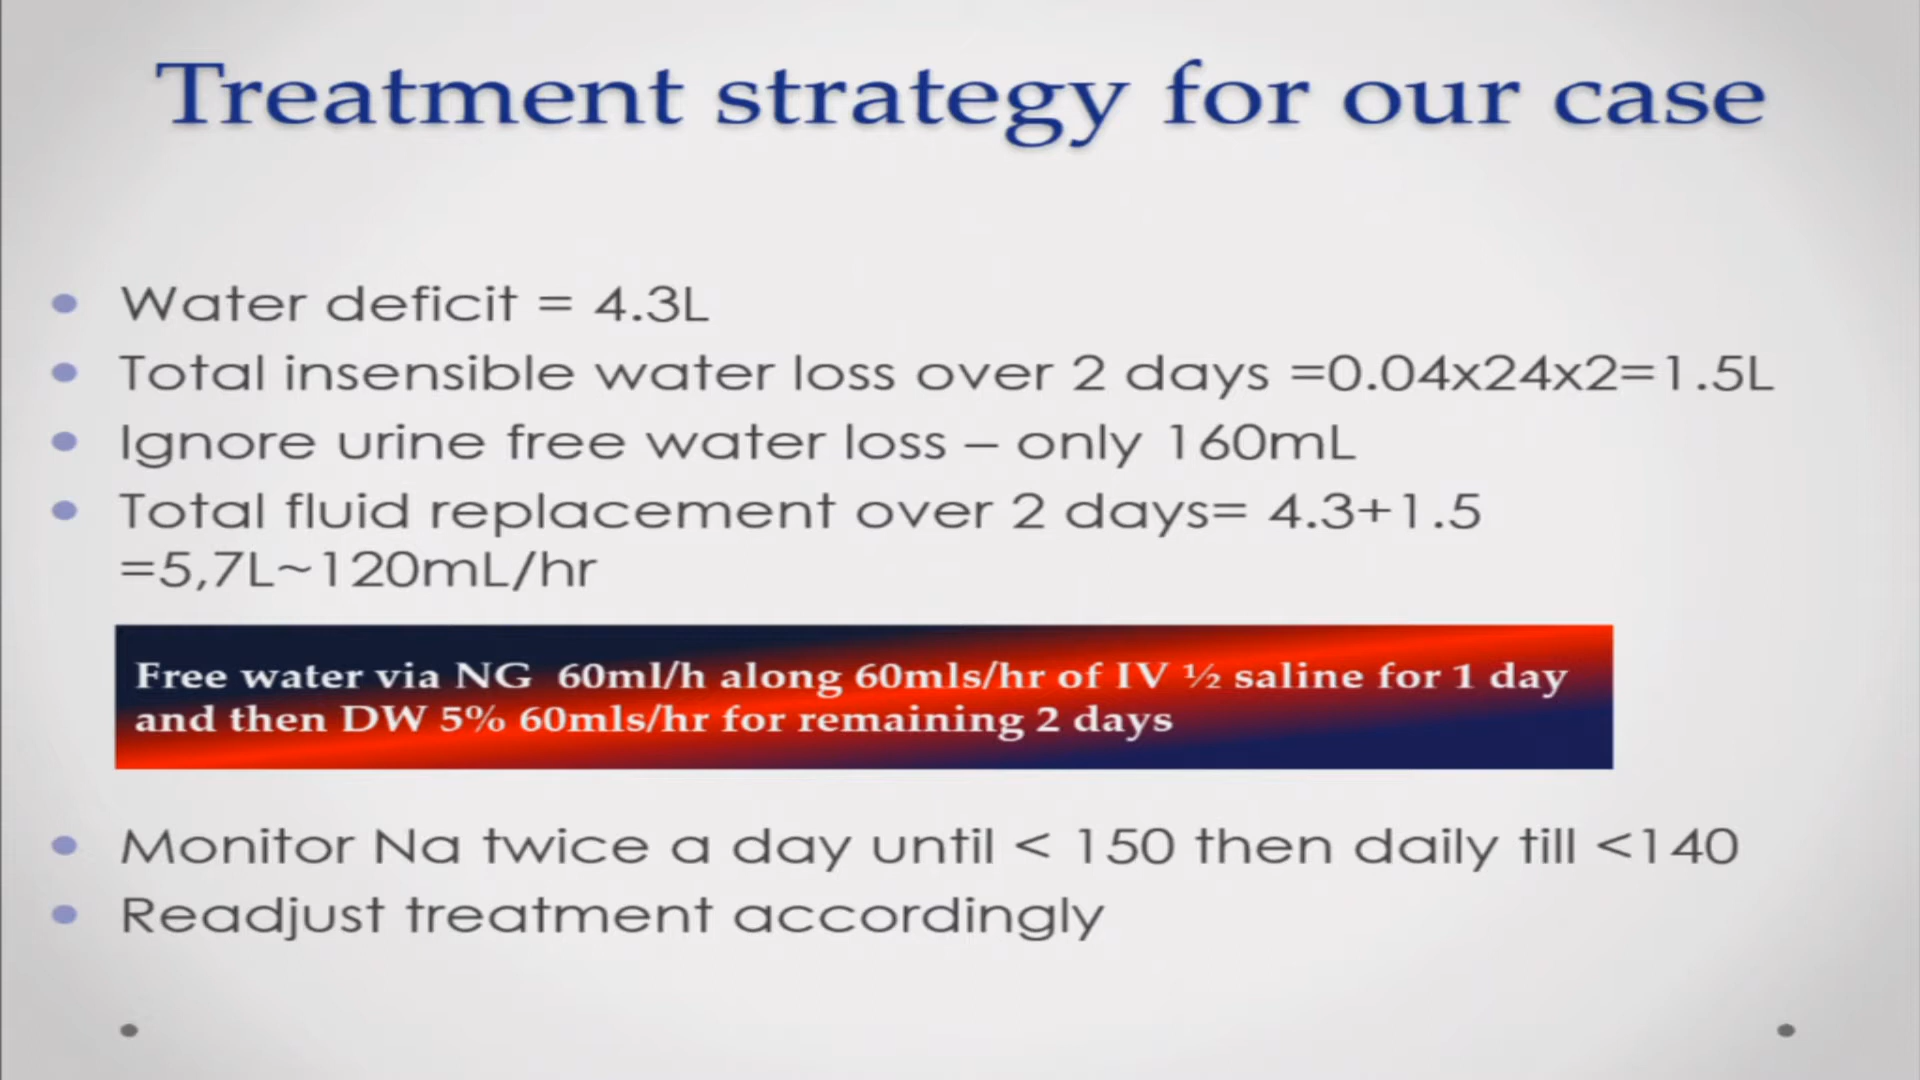 Treatment strategy for our case
Water deficit = 4.3L
Total insensible water loss over 2 days =0.04x24x2=1.5L
Ignore urine free water loss – only 160mL
Total fluid replacement over 2 days= 4.3+1.5
=5,7L~120mL/hr
Free water via NG 60ml/h along 60mls/hr of IV ½ saline for 1 day
and then DW 5% 60mls/hr for remaining 2 days
Monitor Na twice a day until < 150 then daily till <140
Readjust treatment accordingly